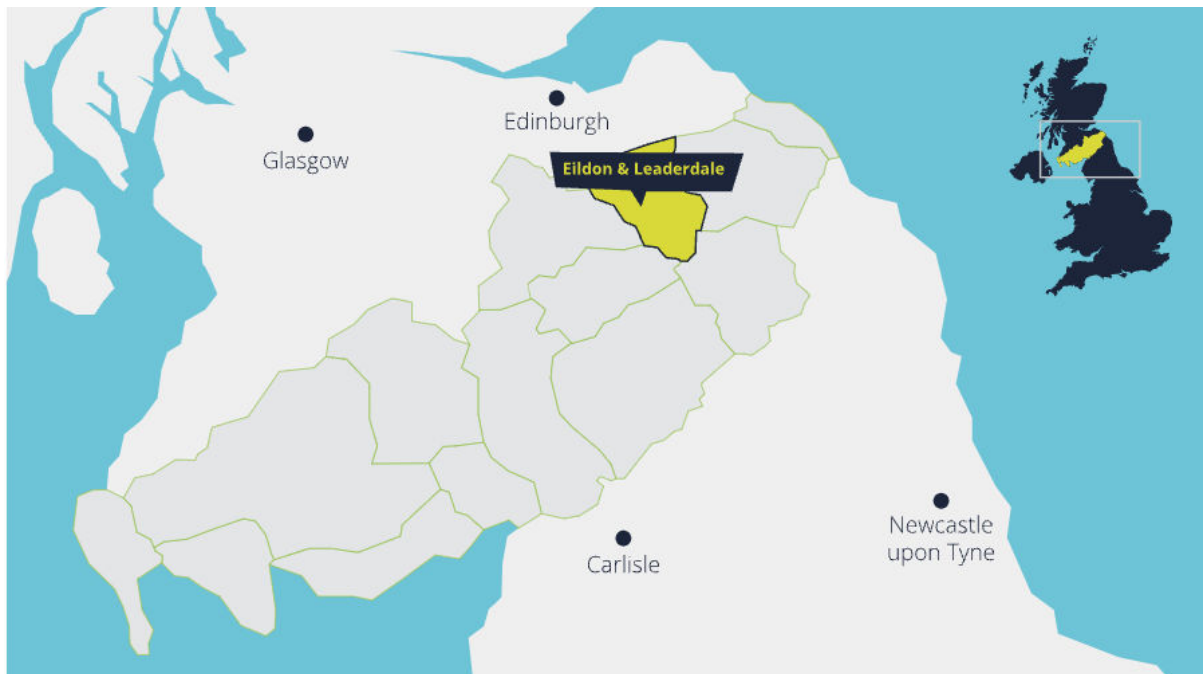 Edinburgh
Glasgow
Eildon & Leaderdale
Newcastle
upon Tyne
Carlisle